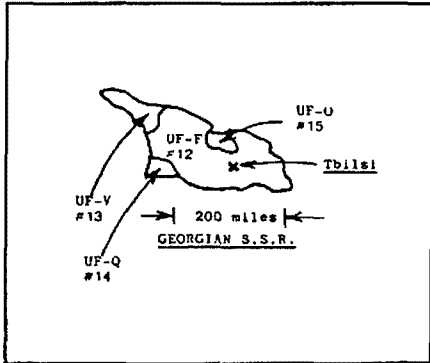 UF-O
#15
UF-F
#12
Tbilsi
UF-V
#13
200 miles
GEORGIAN S.S.R.
UF-Q
#14